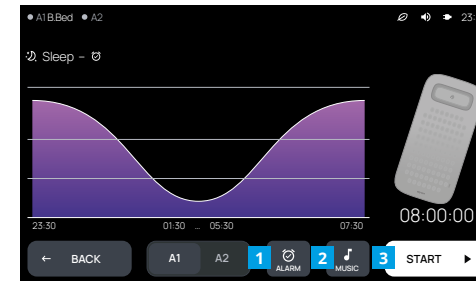 A1 B.Bed A2 23:
Sleep –
08:00:00
23:30 01:30 ... 05:30 07:30
← BACK A1 A2 1 ALARM 2 MUSIC 3 START